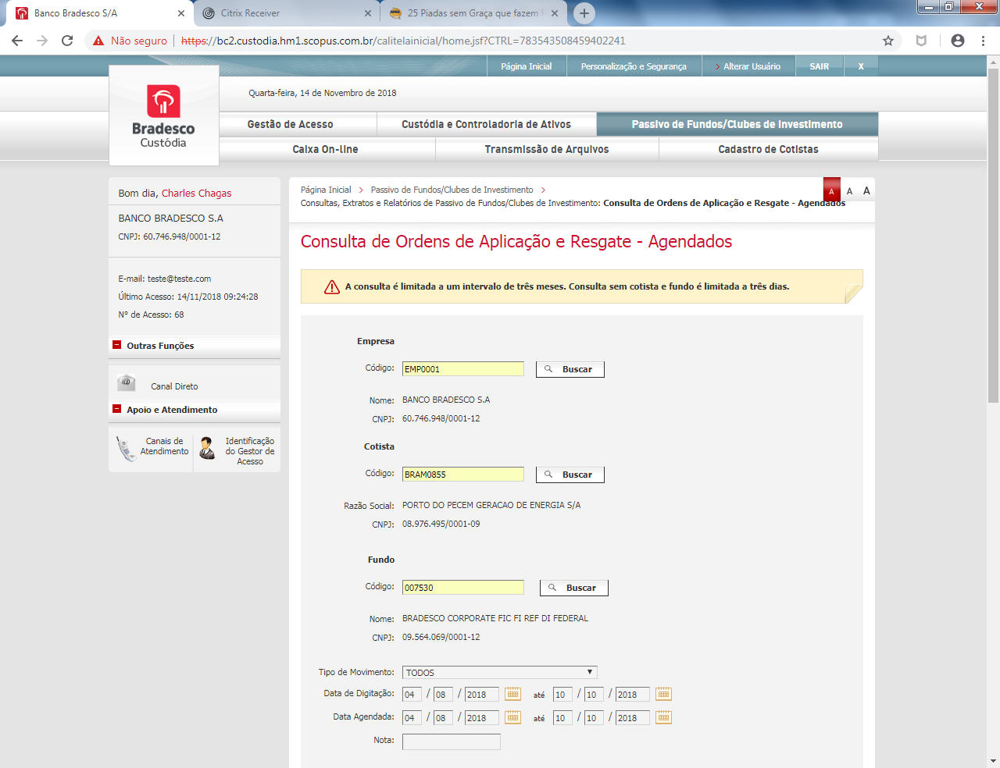 Banco Bradesco S/A
Citrix Receiver
25 Piadas sem Graça que fazem
Não seguro
https://bc2.custodia.hm1.scopus.com.br/calitelainicial/home.jsf?CTRL=783543508459402241
Página Inicial
Personalização e Segurança
Alterar Usuário
SAIR
X
Bradesco
Custódia
Quarta-feira, 14 de Novembro de 2018
Gestão de Acesso
Custódia e Controladoria de Ativos
Passivo de Fundos/Clubes de Investimento
Caixa On-line
Transmissão de Arquivos
Cadastro de Cotistas
Bom dia, Charles Chagas
BANCO BRADESCO S.A
CNPJ: 60.746.948/0001-12
E-mail: teste@teste.com
Último Acesso: 14/11/2018 09:24:28
Nº de Acesso: 68
Outras Funções
Canal Direto
Apoio e Atendimento
Canais de
Atendimento
Identificação
do Gestor de
Acesso
Página Inicial
Passivo de Fundos/Clubes de Investimento
A A A
Consultas, Extratos e Relatórios de Passivo de Fundos/Clubes de Investimento: Consulta de Ordens de Aplicação e Resgate - Agendados
Consulta de Ordens de Aplicação e Resgate - Agendados
A consulta é limitada a um intervalo de três meses. Consulta sem cotista e fundo é limitada a três dias.
Empresa
Código: EMP0001 Buscar
Nome: BANCO BRADESCO S.A
CNPJ: 60.746.948/0001-12
Cotista
Código: BRAM0855 Buscar
Razão Social: PORTO DO PECEM GERACAO DE ENERGIA S/A
CNPJ: 08.976.495/0001-09
Fundo
Código: 007530 Buscar
Nome: BRADESCO CORPORATE FIC FI REF DI FEDERAL
CNPJ: 09.564.069/0001-12
Tipo de Movimento: TODOS
Data de Digitação: 04 / 08 / 2018 até 10 / 10 / 2018
Data Agendada: 04 / 08 / 2018 até 10 / 10 / 2018
Nota: